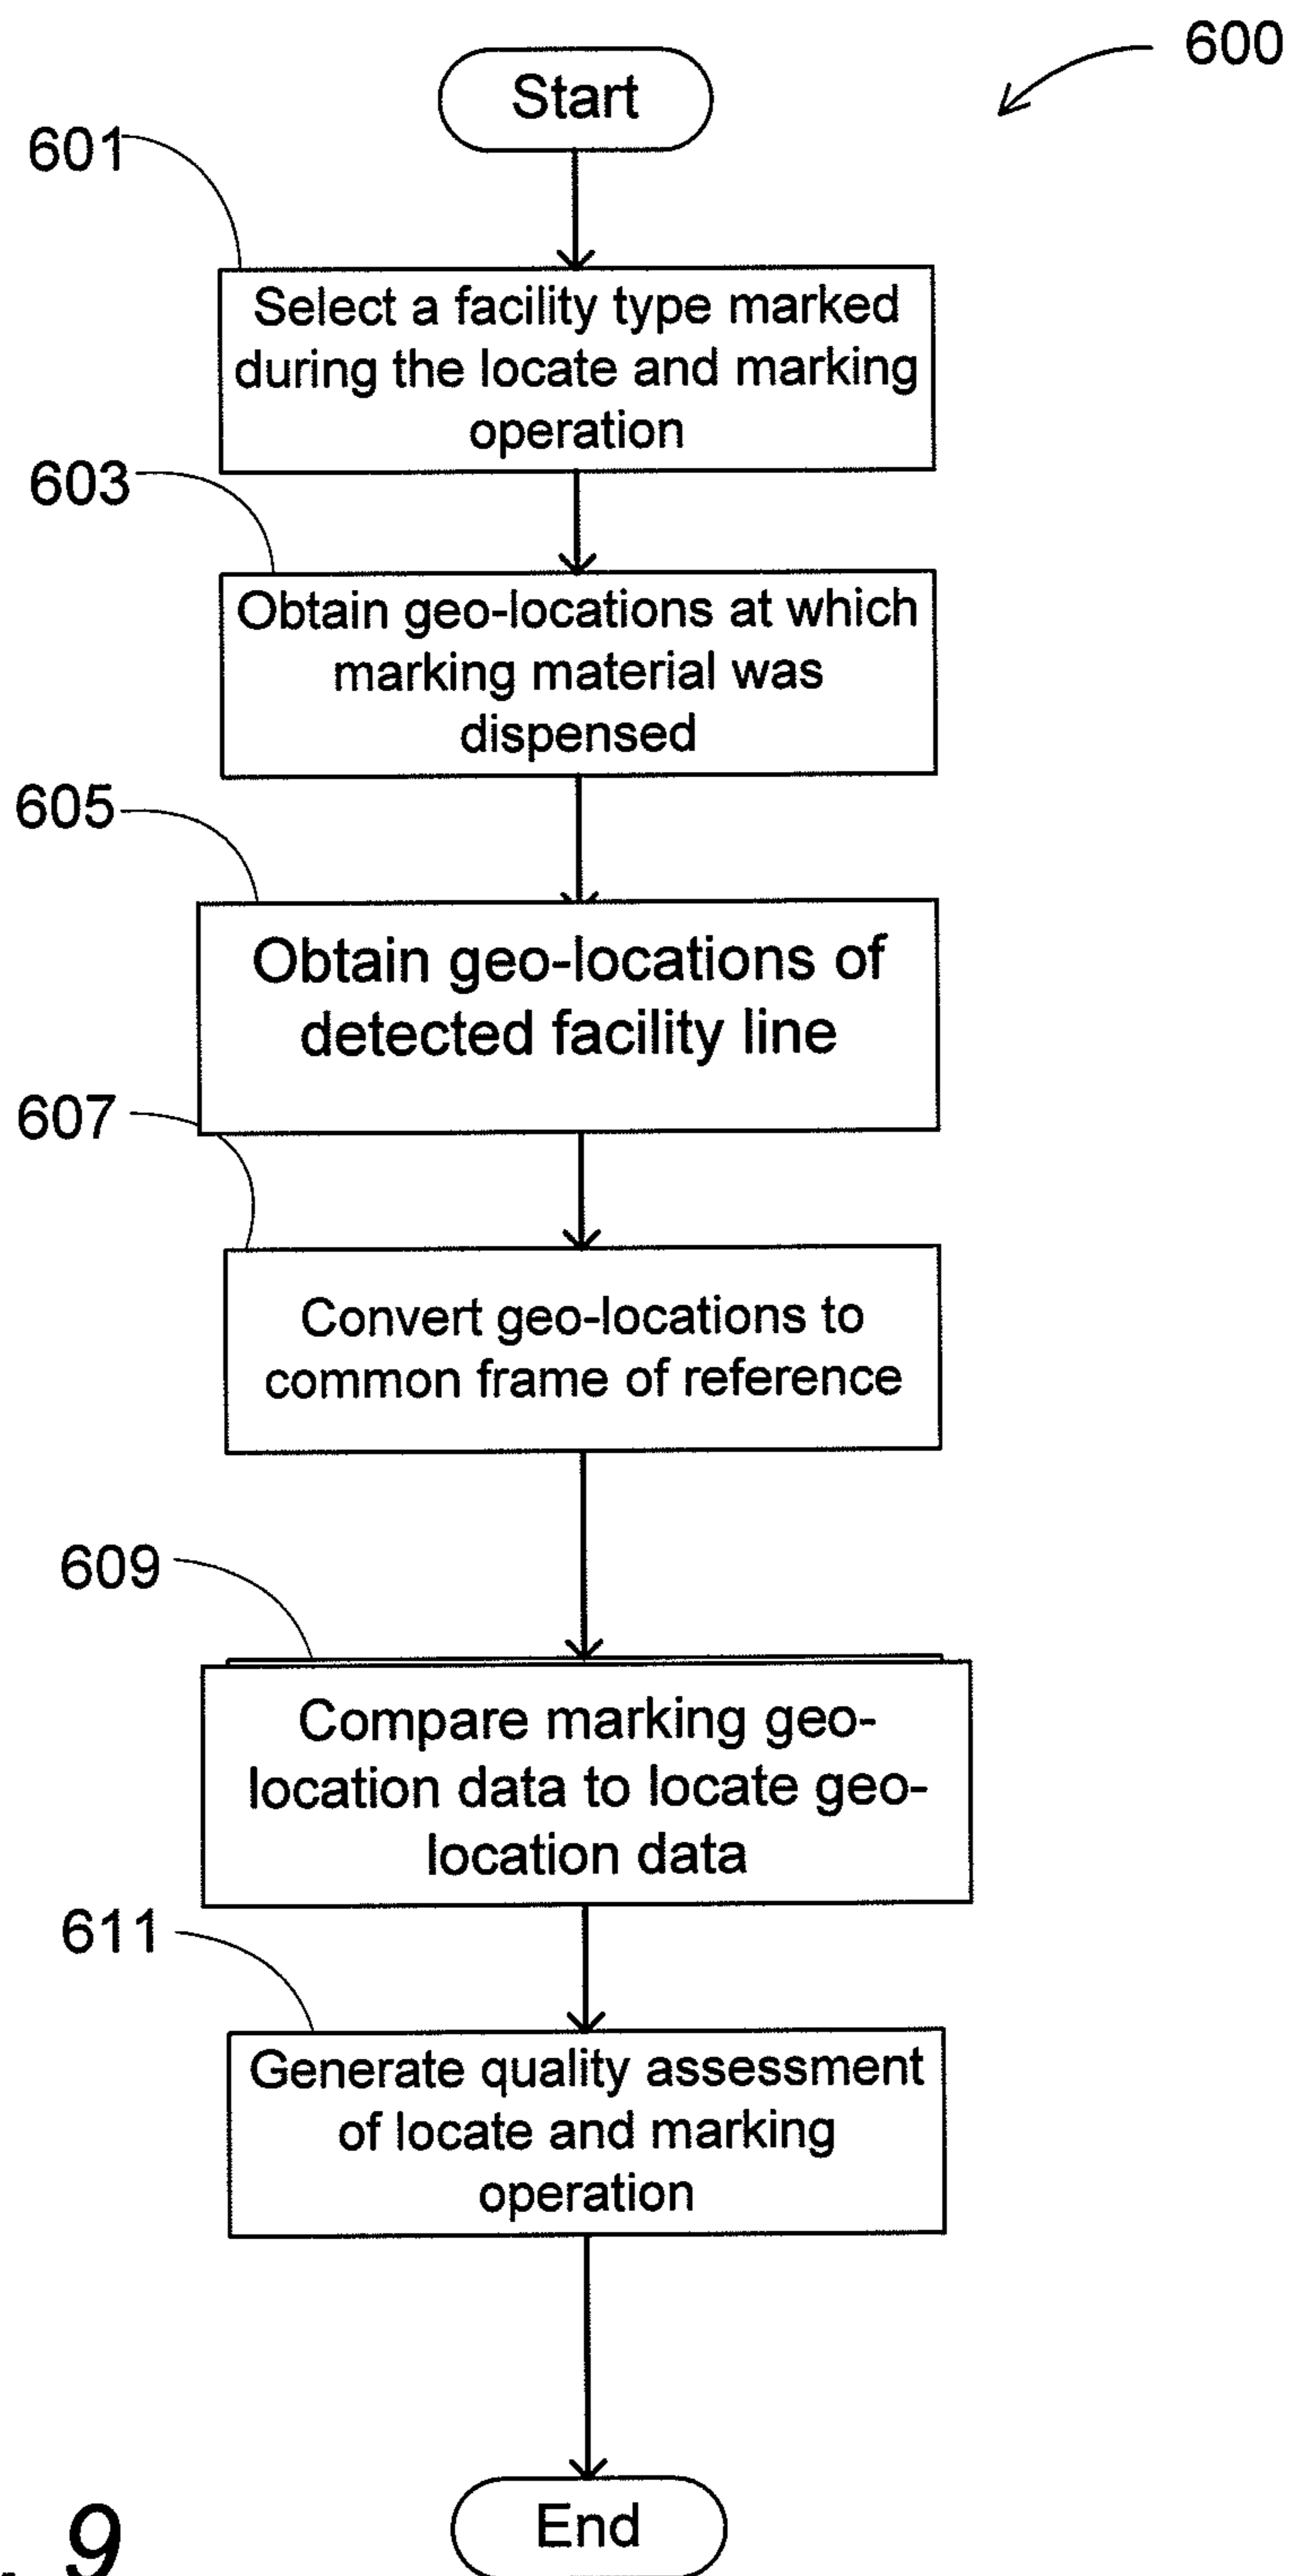 600
Start
601
Select a facility type marked
during the locate and marking
operation
603
Obtain geo-locations at which
marking material was
dispensed
605
Obtain geo-locations of
detected facility line
607
Convert geo-locations to
common frame of reference
609
Compare marking geo-
location data to locate geo-
location data
611
Generate quality assessment
of locate and marking
operation
End
9